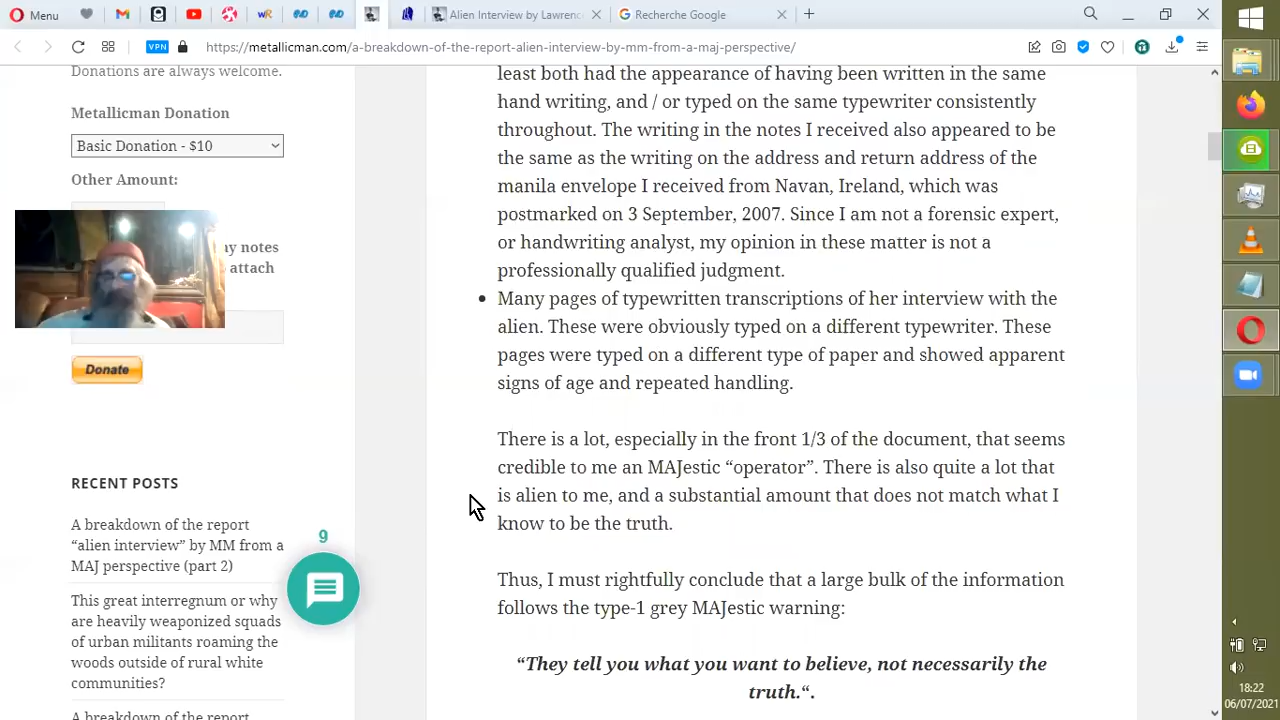 Menu
Alien Interview by Lawrenc
Recherche Google
VPN
https://metallicman.com/a-breakdown-of-the-report-alien-interview-by-mm-from-a-maj-perspective/
Donations are always welcome.
Metallicman Donation
Basic Donation - $10
Other Amount:
ny notes
attach
Donate
RECENT POSTS
A breakdown of the report
“alien interview” by MM from a
MAJ perspective (part 2)
This great interregnum or why
are heavily weaponized squads
of urban militants roaming the
woods outside of rural white
communities?
A breakdown of the report
9
least both had the appearance of having been written in the same
hand writing, and / or typed on the same typewriter consistently
throughout. The writing in the notes I received also appeared to be
the same as the writing on the address and return address of the
manila envelope I received from Navan, Ireland, which was
postmarked on 3 September, 2007. Since I am not a forensic expert,
or handwriting analyst, my opinion in these matter is not a
professionally qualified judgment.
Many pages of typewritten transcriptions of her interview with the
alien. These were obviously typed on a different typewriter. These
pages were typed on a different type of paper and showed apparent
signs of age and repeated handling.
There is a lot, especially in the front 1/3 of the document, that seems
credible to me an MAJestic “operator”. There is also quite a lot that
is alien to me, and a substantial amount that does not match what I
know to be the truth.
Thus, I must rightfully conclude that a large bulk of the information
follows the type-1 grey MAJestic warning:
“They tell you what you want to believe, not necessarily the
truth.“.
18:22
06/07/2021